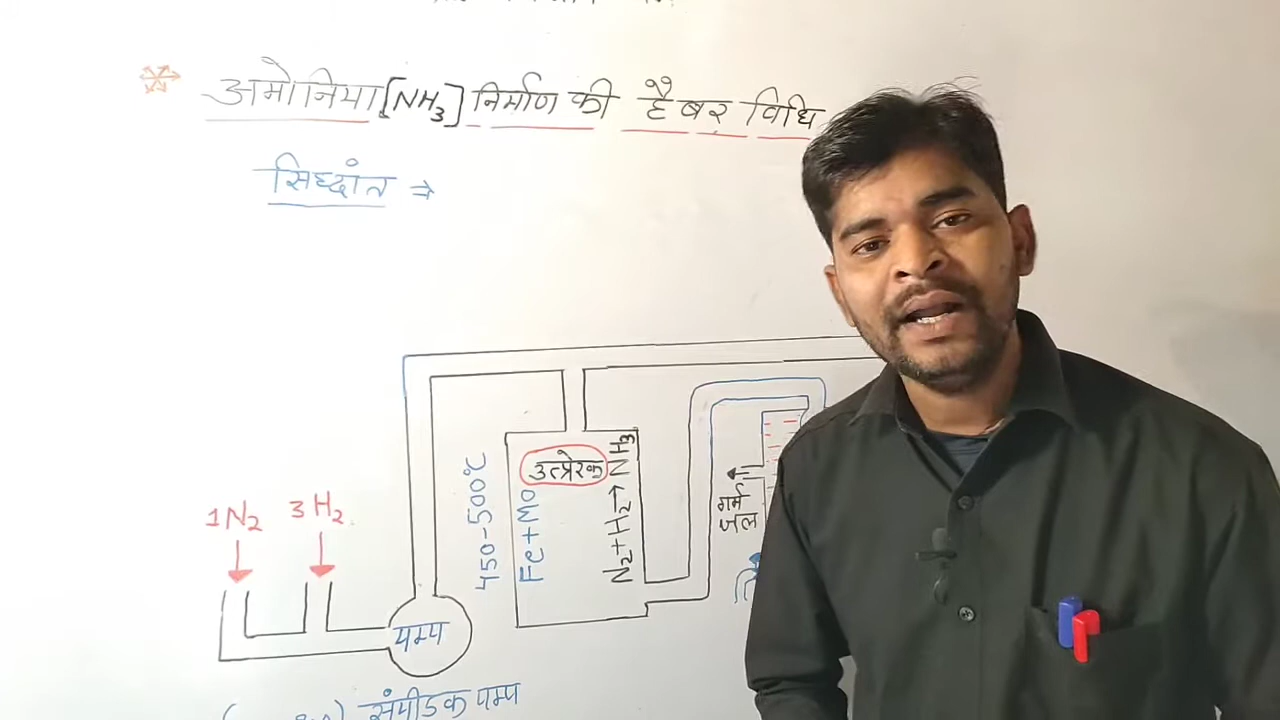 अमोनिया [NH3] निर्माण की हैबर विधि
सिध्दांत ⇒
1N2 3H2
पम्प
450-500°C
उत्प्रेरक
Fe+Mo
N2+H2→NH3
गर्म
जल
संपीडक पम्प